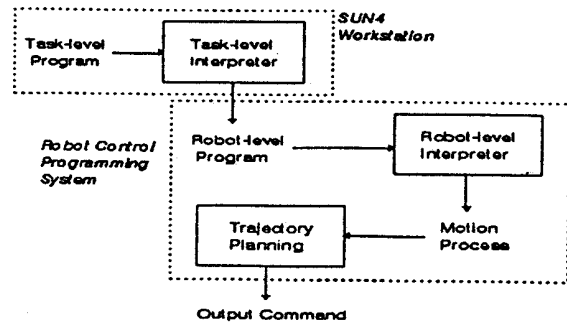 SUN4
Workstation
Task-level
Program
Task-level
Interpreter
Robot Control
Programming
System
Robot-level
Program
Robot-level
Interpreter
Trajectory
Planning
Motion
Process
Output Command